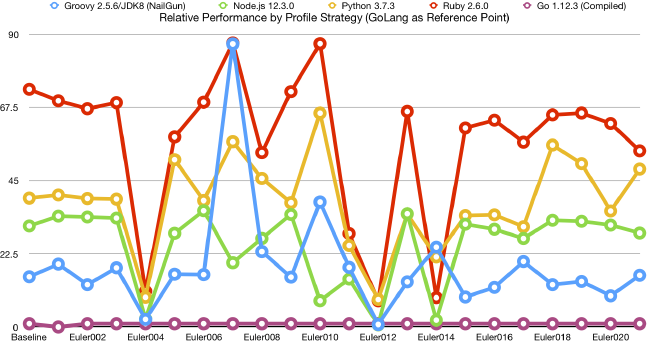 Groovy 2.5.6/JDK8 (NailGun) Node.js 12.3.0 Python 3.7.3 Ruby 2.6.0 Go 1.12.3 (Compiled)
Relative Performance by Profile Strategy (GoLang as Reference Point)
90
67.5
45
22.5
0
Baseline Euler002 Euler004 Euler006 Euler008 Euler010 Euler012 Euler014 Euler016 Euler018 Euler020